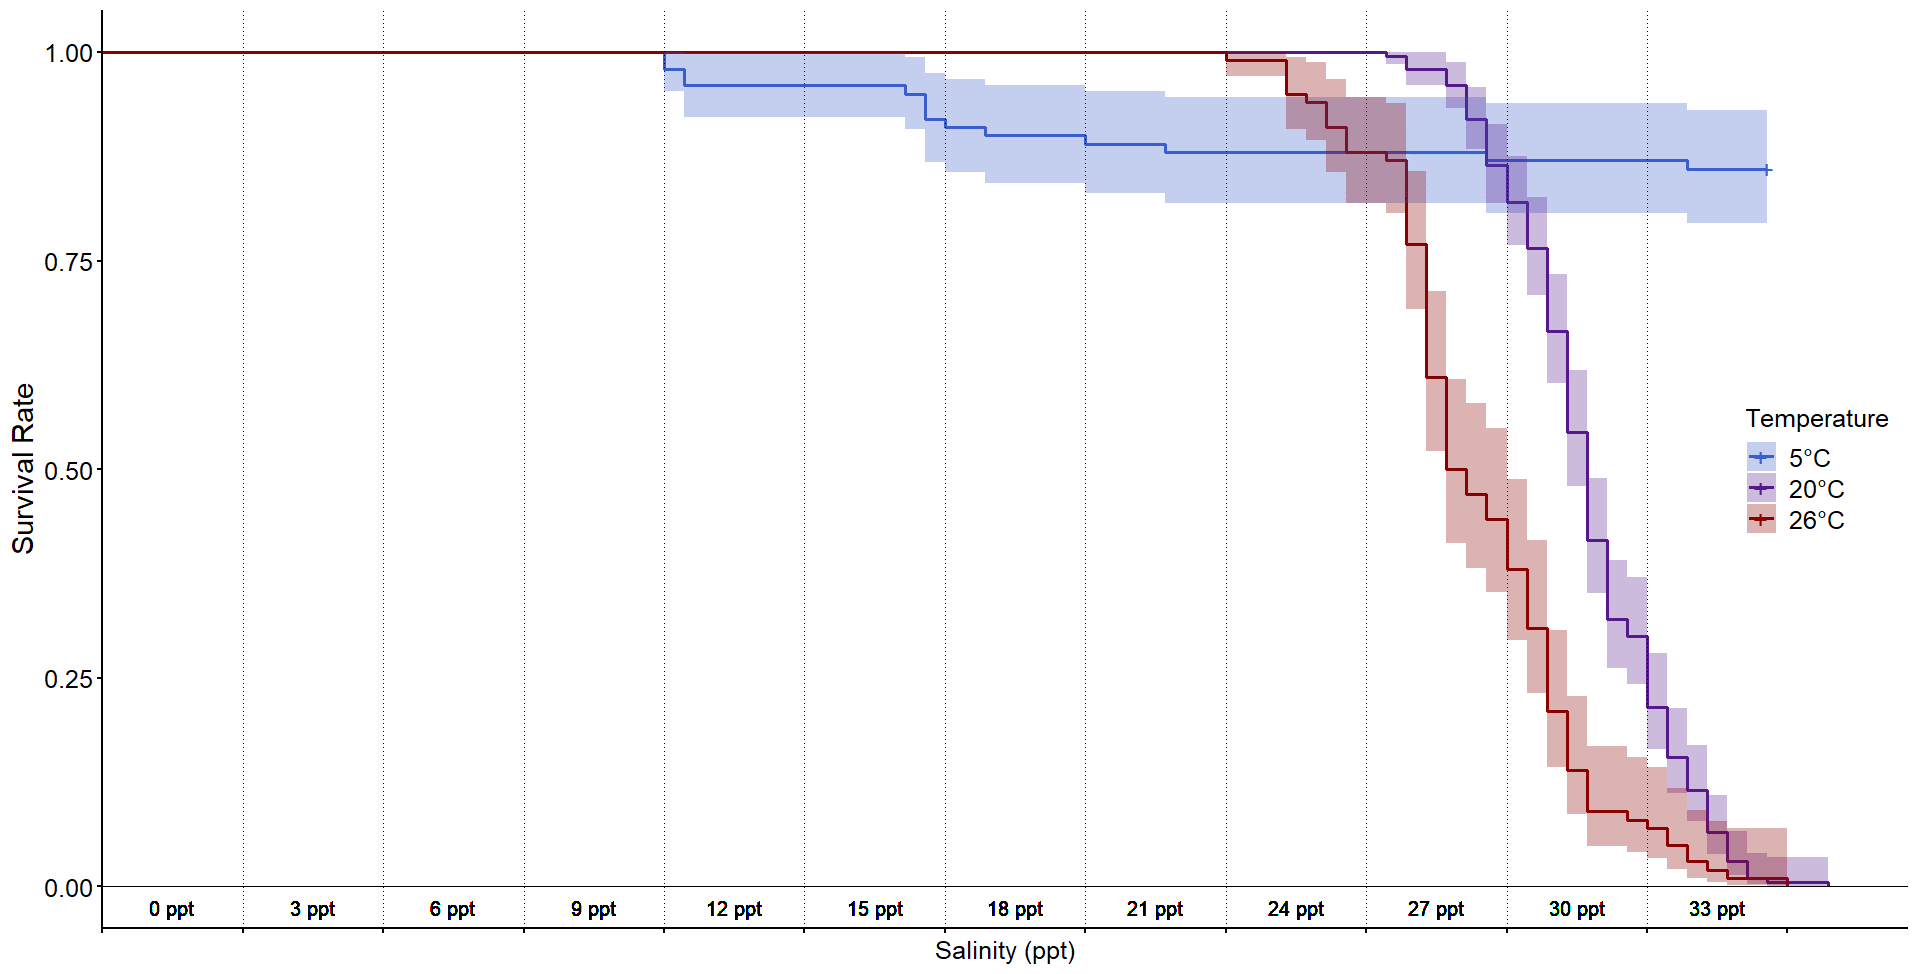 1.00
0.75
0.50
0.25
0.00
Survival Rate
0 ppt
3 ppt
6 ppt
9 ppt
12 ppt
15 ppt
18 ppt
21 ppt
24 ppt
27 ppt
30 ppt
33 ppt
Salinity (ppt)
Temperature
5°C
20°C
26°C